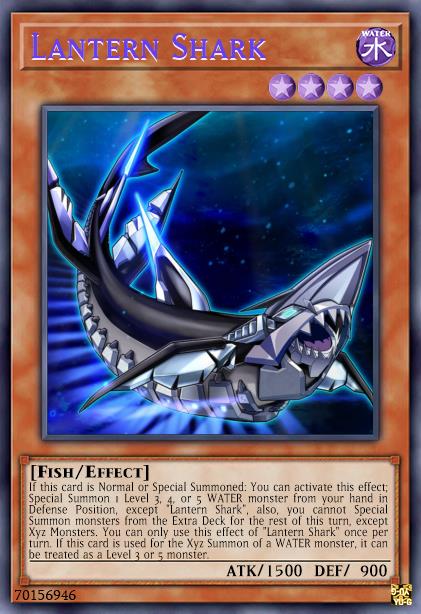 Lantern Shark
WATER
水
[Fish/Effect]
If this card is Normal or Special Summoned: You can activate this effect;
Special Summon 1 Level 3, 4, or 5 WATER monster from your hand in
Defense Position, except "Lantern Shark", also, you cannot Special
Summon monsters from the Extra Deck for the rest of this turn, except
Xyz Monsters. You can only use this effect of "Lantern Shark" once per
turn. If this card is used for the Xyz Summon of a WATER monster, it can
be treated as a Level 3 or 5 monster.
ATK/1500 DEF/ 900
70156946